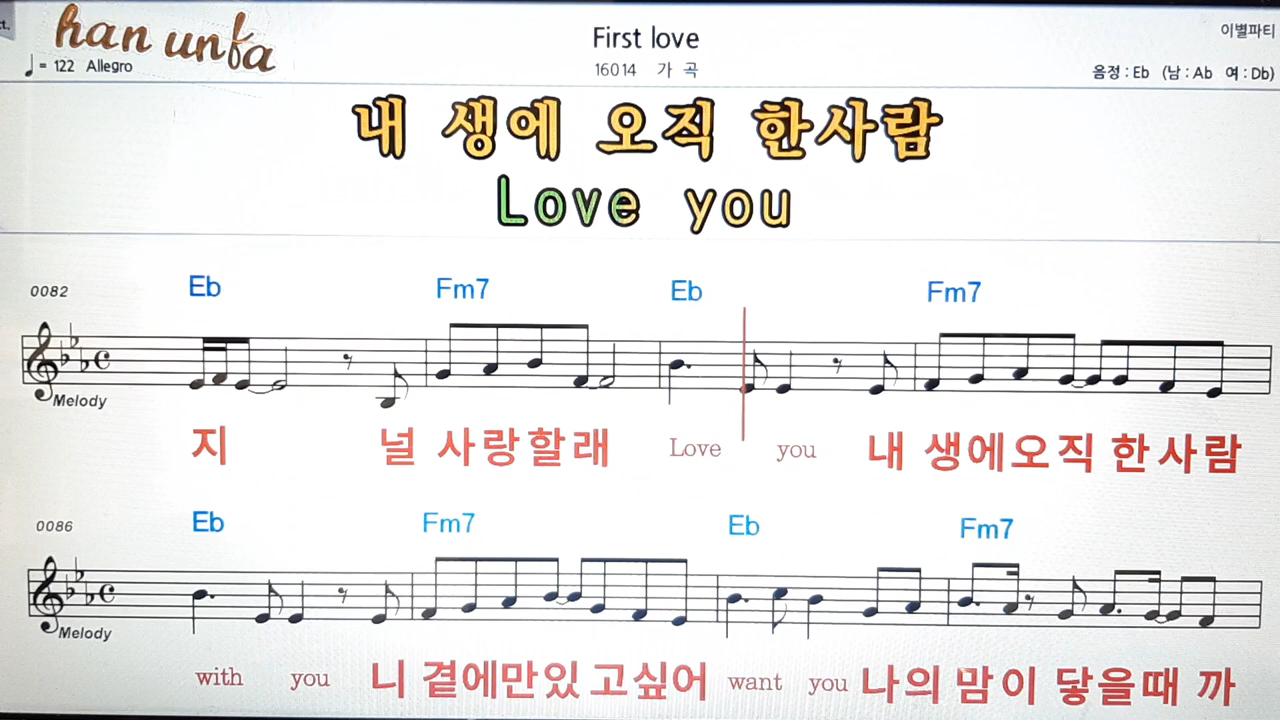 ct.
han unfa
First love
이별파티
♩= 122 Allegro
16014 가 곡
음정 : Eb (남 : Ab 여 : Db)
내 생에 오직 한사람
Love you
0082 Eb Fm7 Eb Fm7
Melody
지 널 사랑할래 Love you 내 생에오직 한사람
0086 Eb Fm7 Eb Fm7
Melody
with you 니 곁에만있 고싶어 want you 나의 맘이 닿을때 까